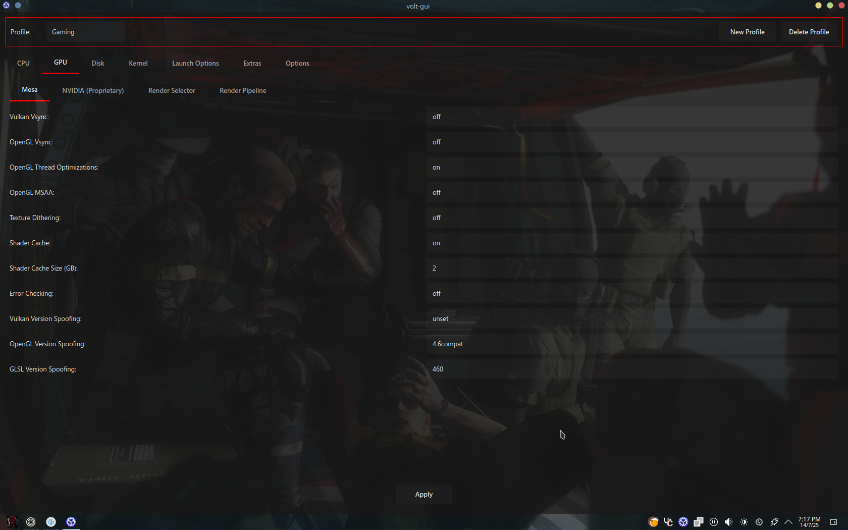 volt-gui
Profile: Gaming New Profile Delete Profile
CPU GPU Disk Kernel Launch Options Extras Options
Mesa NVIDIA (Proprietary) Render Selector Render Pipeline
Vulkan Vsync: off
OpenGL Vsync: off
OpenGL Thread Optimizations: on
OpenGL MSAA: off
Texture Dithering: off
Shader Cache: on
Shader Cache Size (GB): 2
Error Checking: off
Vulkan Version Spoofing: unset
OpenGL Version Spoofing: 4.6compat
GLSL Version Spoofing: 460
Apply
7:17 PM
14/7/25